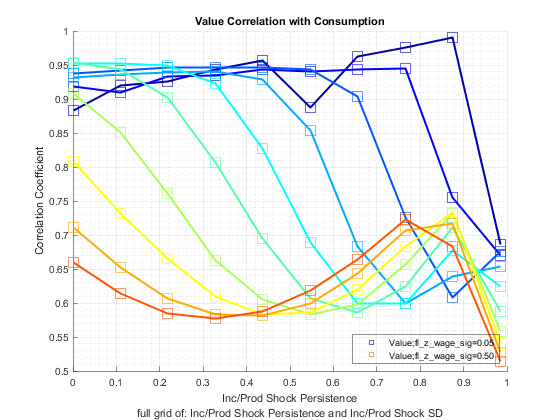 Value Correlation with Consumption
1
0.95
0.9
0.85
0.8
0.75
0.7
0.65
0.6
0.55
0.5
Correlation Coefficient
Value;fl_z_wage_sig=0.05
Value;fl_z_wage_sig=0.50
0 0.1 0.2 0.3 0.4 0.5 0.6 0.7 0.8 0.9 1
Inc/Prod Shock Persistence
full grid of: Inc/Prod Shock Persistence and Inc/Prod Shock SD